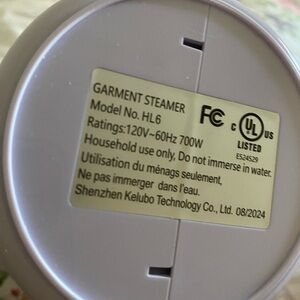 GARMENT STEAMER
Model No. HL6
Ratings:120V~60Hz 700W
FC
C UL US
LISTED
E524529
Household use only, Do not immerse in water.
Utilisation du ménags seulement,
Ne pas immerger dans l'eau.
Shenzhen Kelubo Technology Co., Ltd. 08/2024